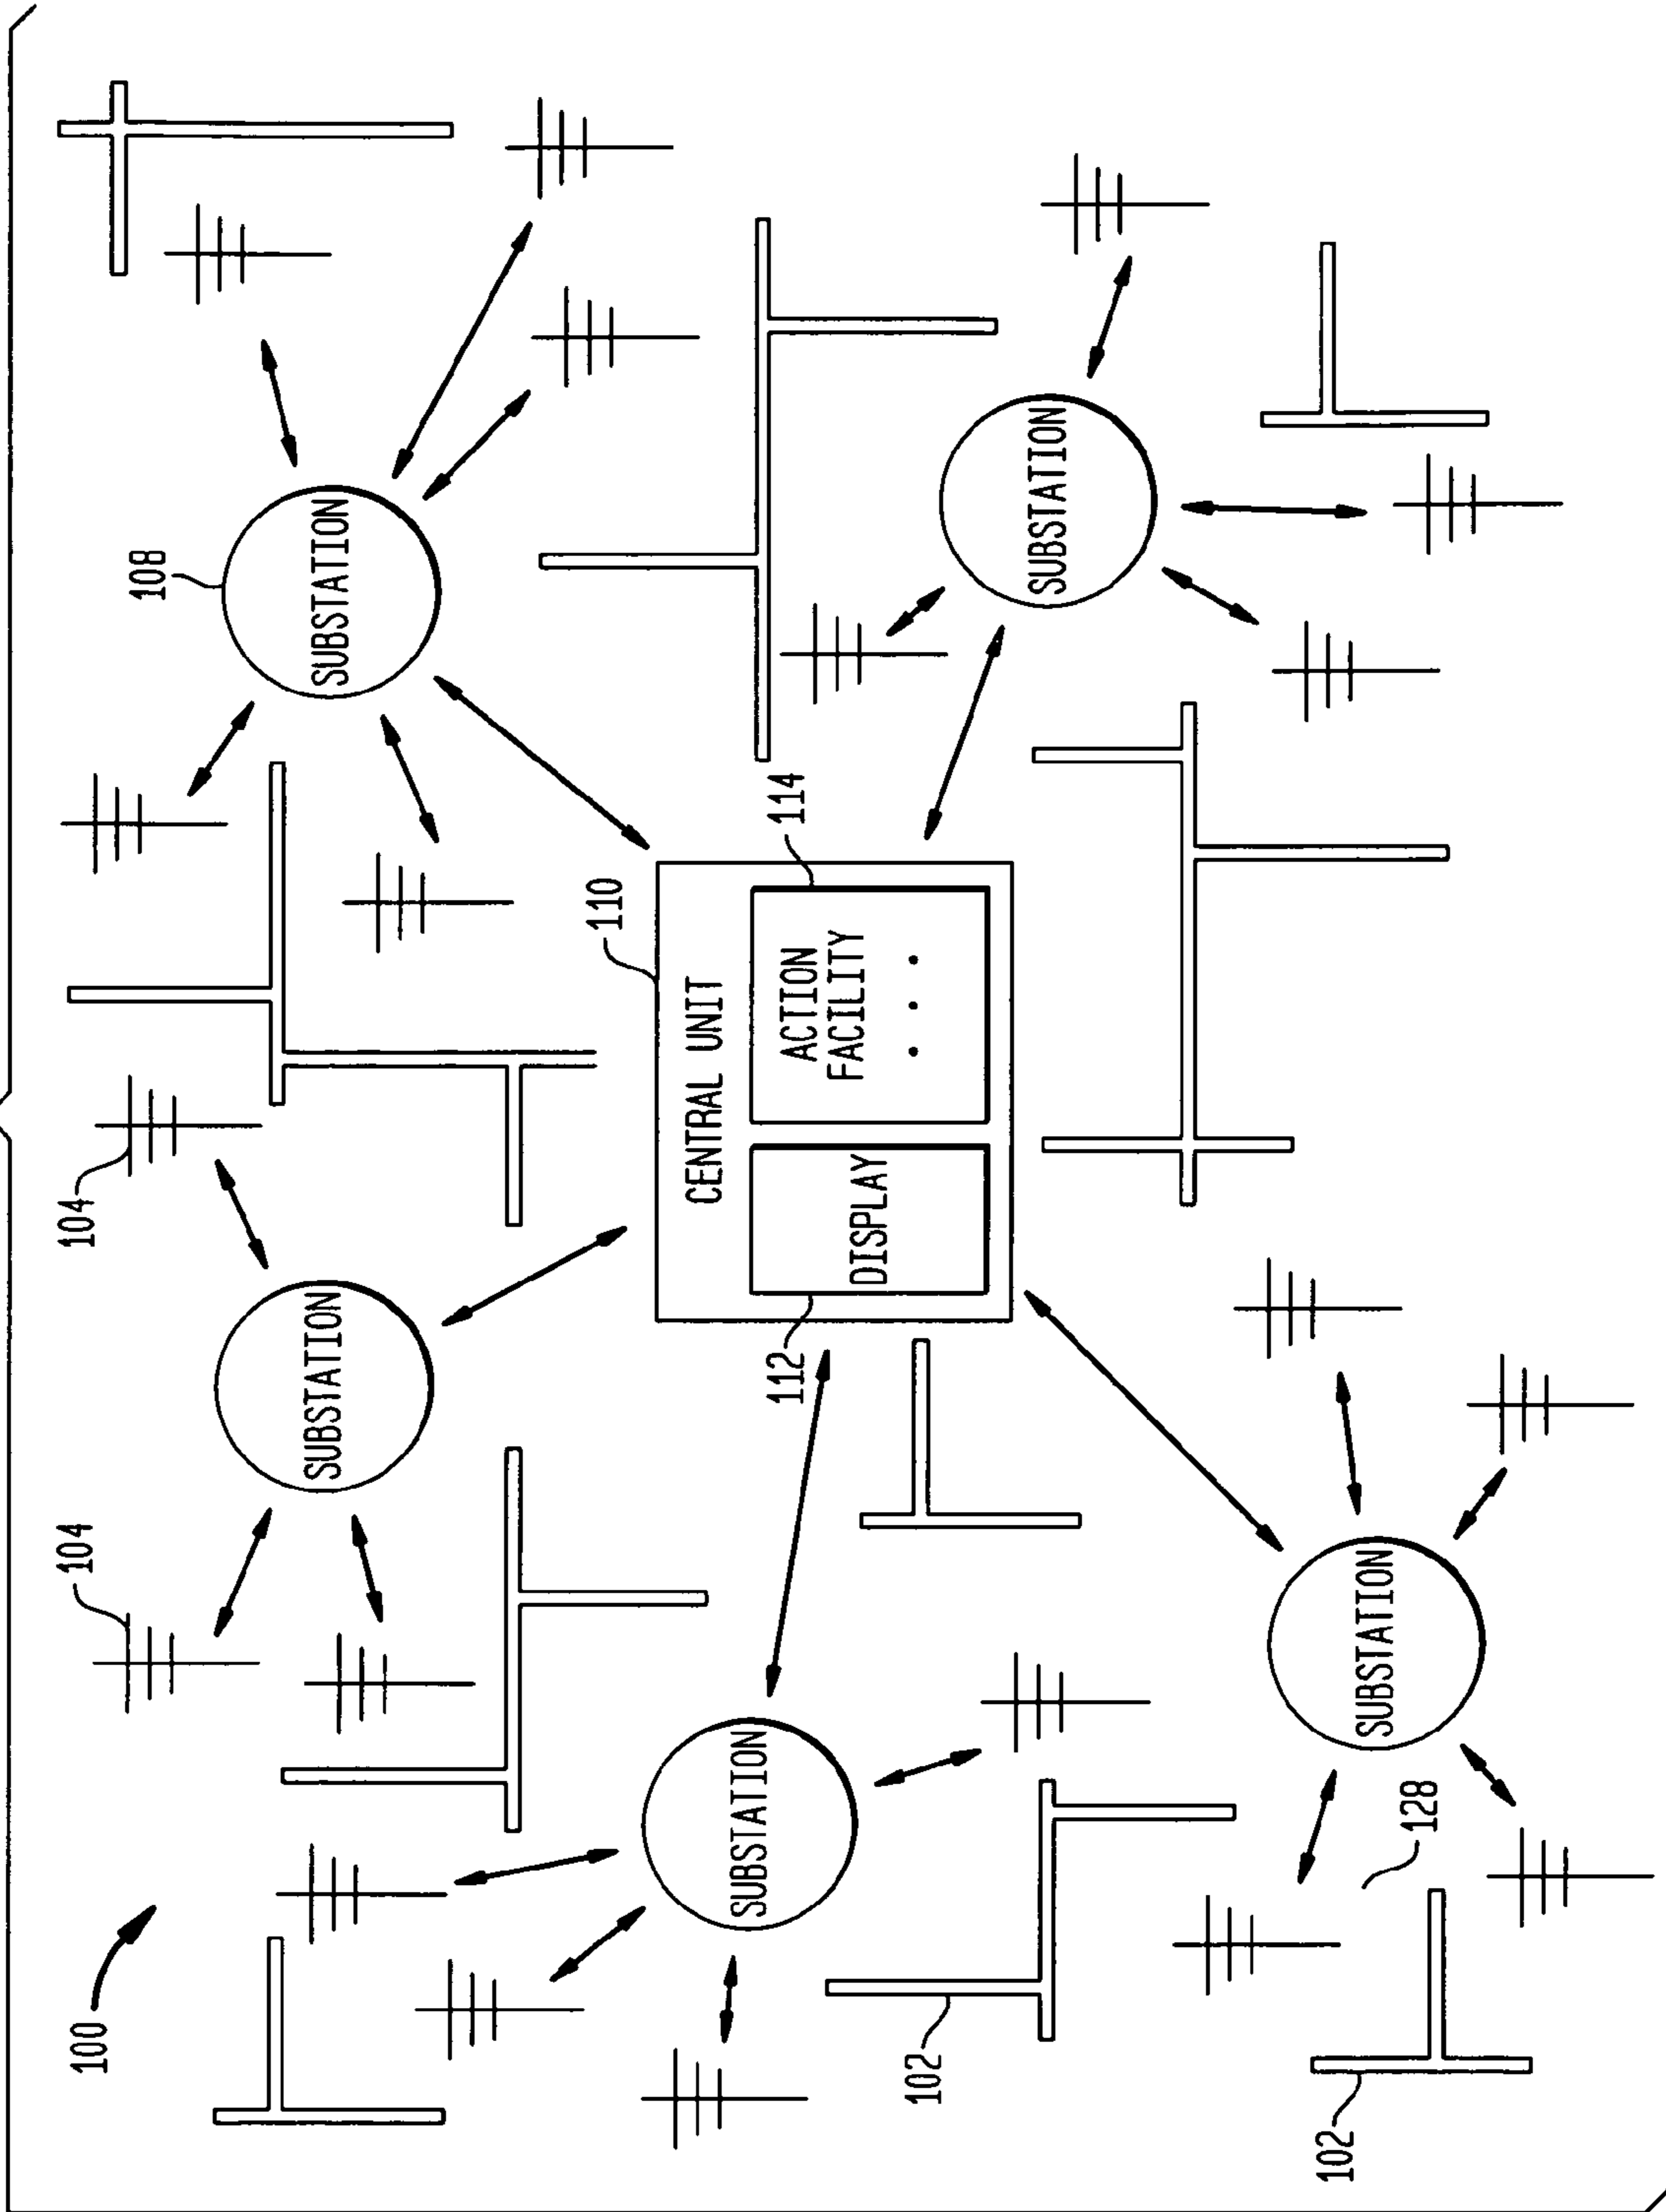 100
104
104
108
SUBSTATION
SUBSTATION
110
CENTRAL UNIT
SUBSTATION
112
114
DISPLAY
ACTION
FACILITY
. . .
102
SUBSTATION
102
SUBSTATION
128